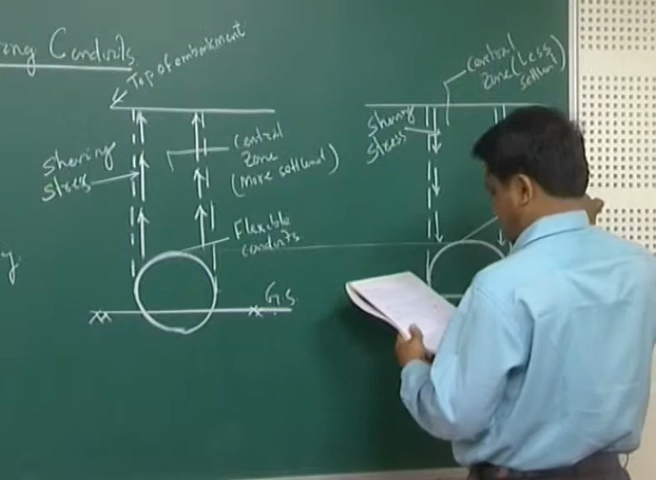 ng Conduits
Top of embankment
Shearing
stress
Central
Zone
(More settlement)
Flexible
conduits
G.S.
y.
Central
Zone (Less
settlement)
Shearing
stress